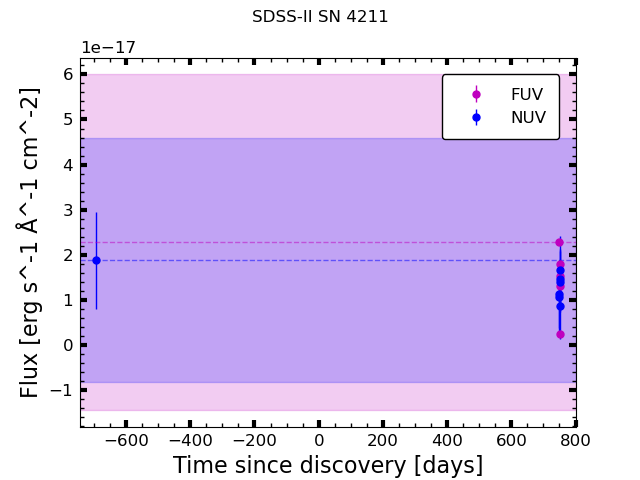 SDSS-II SN 4211
1e−17
6
5
4
3
2
1
0
−1
Flux [erg s^-1 Å^-1 cm^-2]
FUV
NUV
−600 −400 −200 0 200 400 600 800
Time since discovery [days]